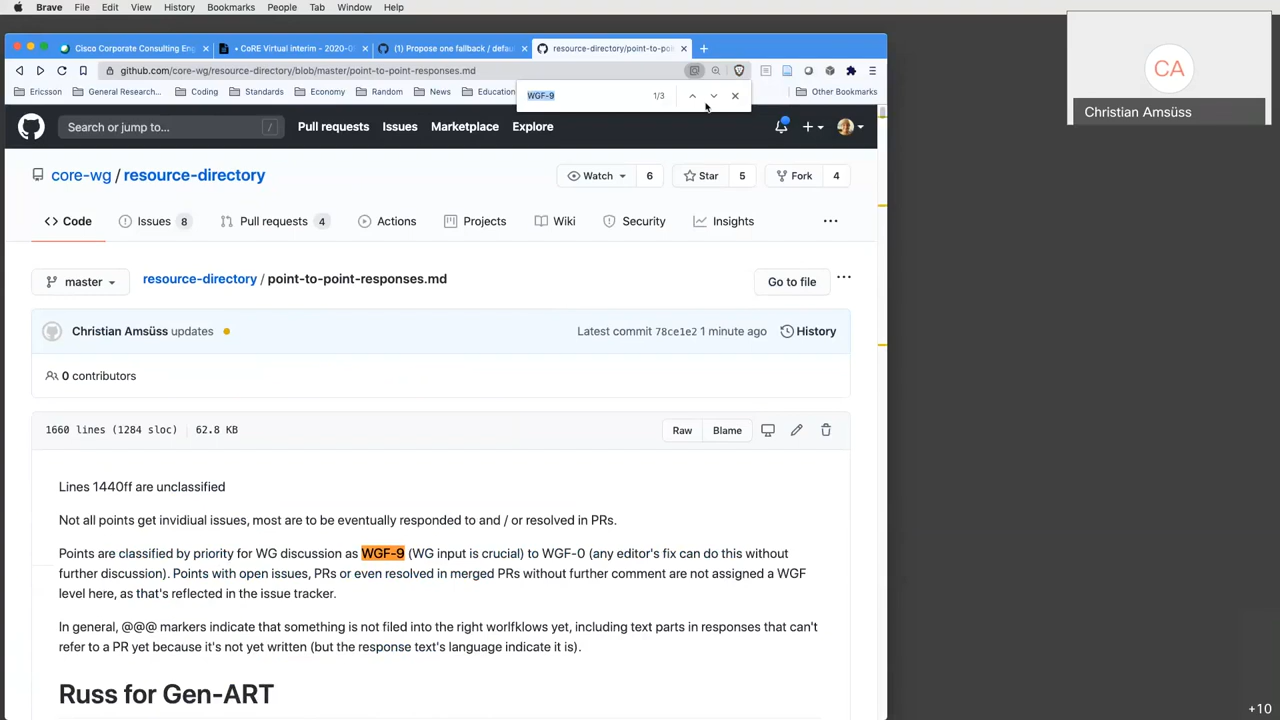 Brave File Edit View History Bookmarks People Tab Window Help
Cisco Corporate Consulting Eng
• CoRE Virtual interim - 2020-0
(1) Propose one fallback / defau
resource-directory/point-to-poi
github.com/core-wg/resource-directory/blob/master/point-to-point-responses.md
Ericsson General Research... Coding Standards Economy Random News Education Other Bookmarks
WGF-9 1/3
Search or jump to... / Pull requests Issues Marketplace Explore
core-wg / resource-directory
Watch 6 Star 5 Fork 4
Code Issues 8 Pull requests 4 Actions Projects Wiki Security Insights ...
master resource-directory / point-to-point-responses.md Go to file ...
Christian Amsüss updates Latest commit 78ce1e2 1 minute ago History
0 contributors
1660 lines (1284 sloc) 62.8 KB Raw Blame
Lines 1440ff are unclassified
Not all points get invidiual issues, most are to be eventually responded to and / or resolved in PRs.
Points are classified by priority for WG discussion as WGF-9 (WG input is crucial) to WGF-0 (any editor's fix can do this without
further discussion). Points with open issues, PRs or even resolved in merged PRs without further comment are not assigned a WGF
level here, as that's reflected in the issue tracker.
In general, @@@ markers indicate that something is not filed into the right worlfklows yet, including text parts in responses that can't
refer to a PR yet because it's not yet written (but the response text's language indicate it is).
Russ for Gen-ART
CA
Christian Amsüss
+10